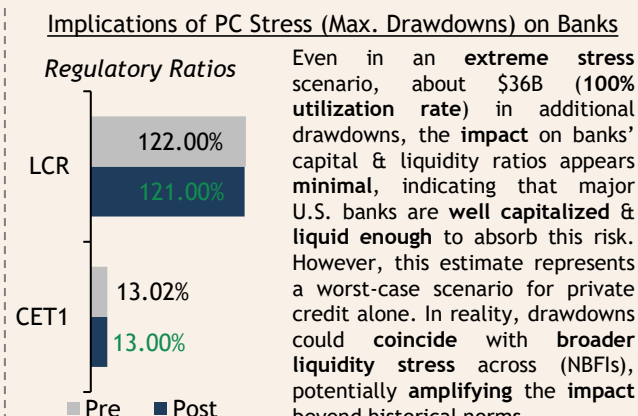 Implications of PC Stress (Max. Drawdowns) on Banks
Regulatory Ratios
LCR
122.00%
121.00%
CET1
13.02%
13.00%
Pre Post
Even in an extreme stress
scenario, about $36B (100%
utilization rate) in additional
drawdowns, the impact on banks’
capital & liquidity ratios appears
minimal, indicating that major
U.S. banks are well capitalized &
liquid enough to absorb this risk.
However, this estimate represents
a worst-case scenario for private
credit alone. In reality, drawdowns
could coincide with broader
liquidity stress across (NBFIs),
potentially amplifying the impact
beyond historical norms.